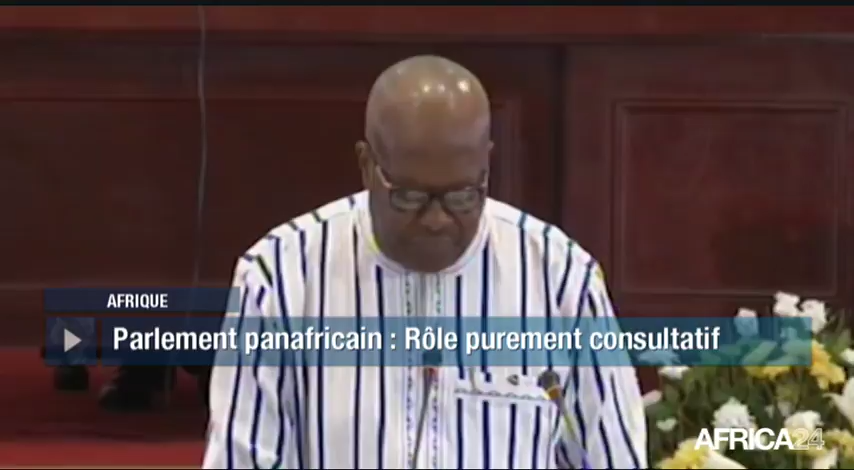 AFRIQUE
Parlement panafricain : Rôle purement consultatif
AFRICA24